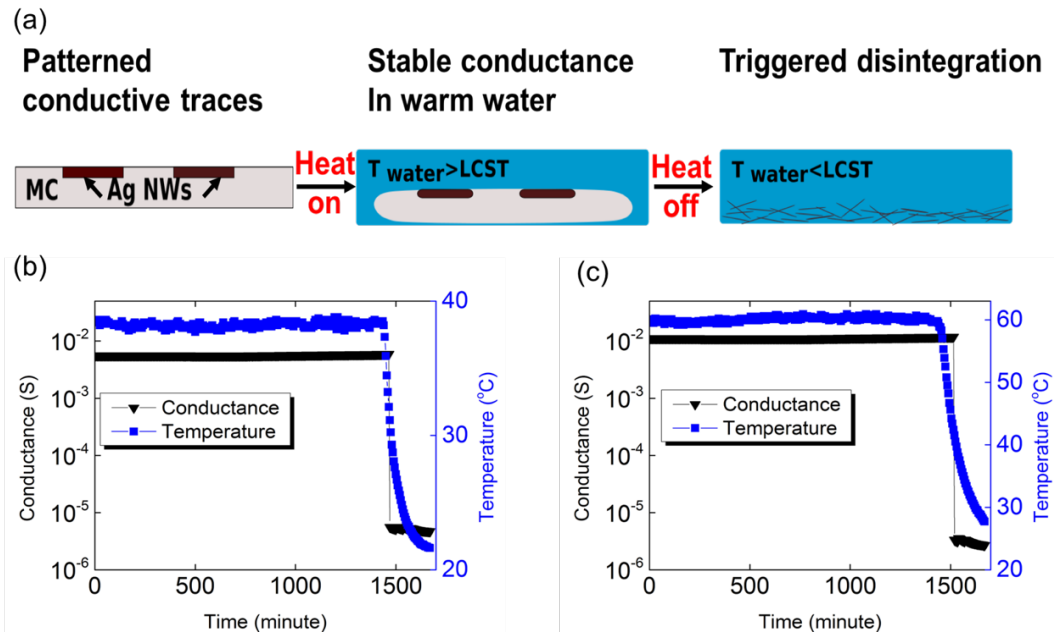 (a)
Patterned
conductive traces
Stable conductance
In warm water
Triggered disintegration
MC Ag NWs
Heat
on
T water>LCST
Heat
off
T water<LCST
(b)
Conductance (S)
10-2
10-3
10-4
10-5
10-6
Conductance
Temperature
40
30
20
Temperature (oC)
0 500 1000 1500
Time (minute)
(c)
Conductance (S)
10-2
10-3
10-4
10-5
10-6
Conductance
Temperature
60
50
40
30
20
Temperature (oC)
0 500 1000 1500
Time (minute)